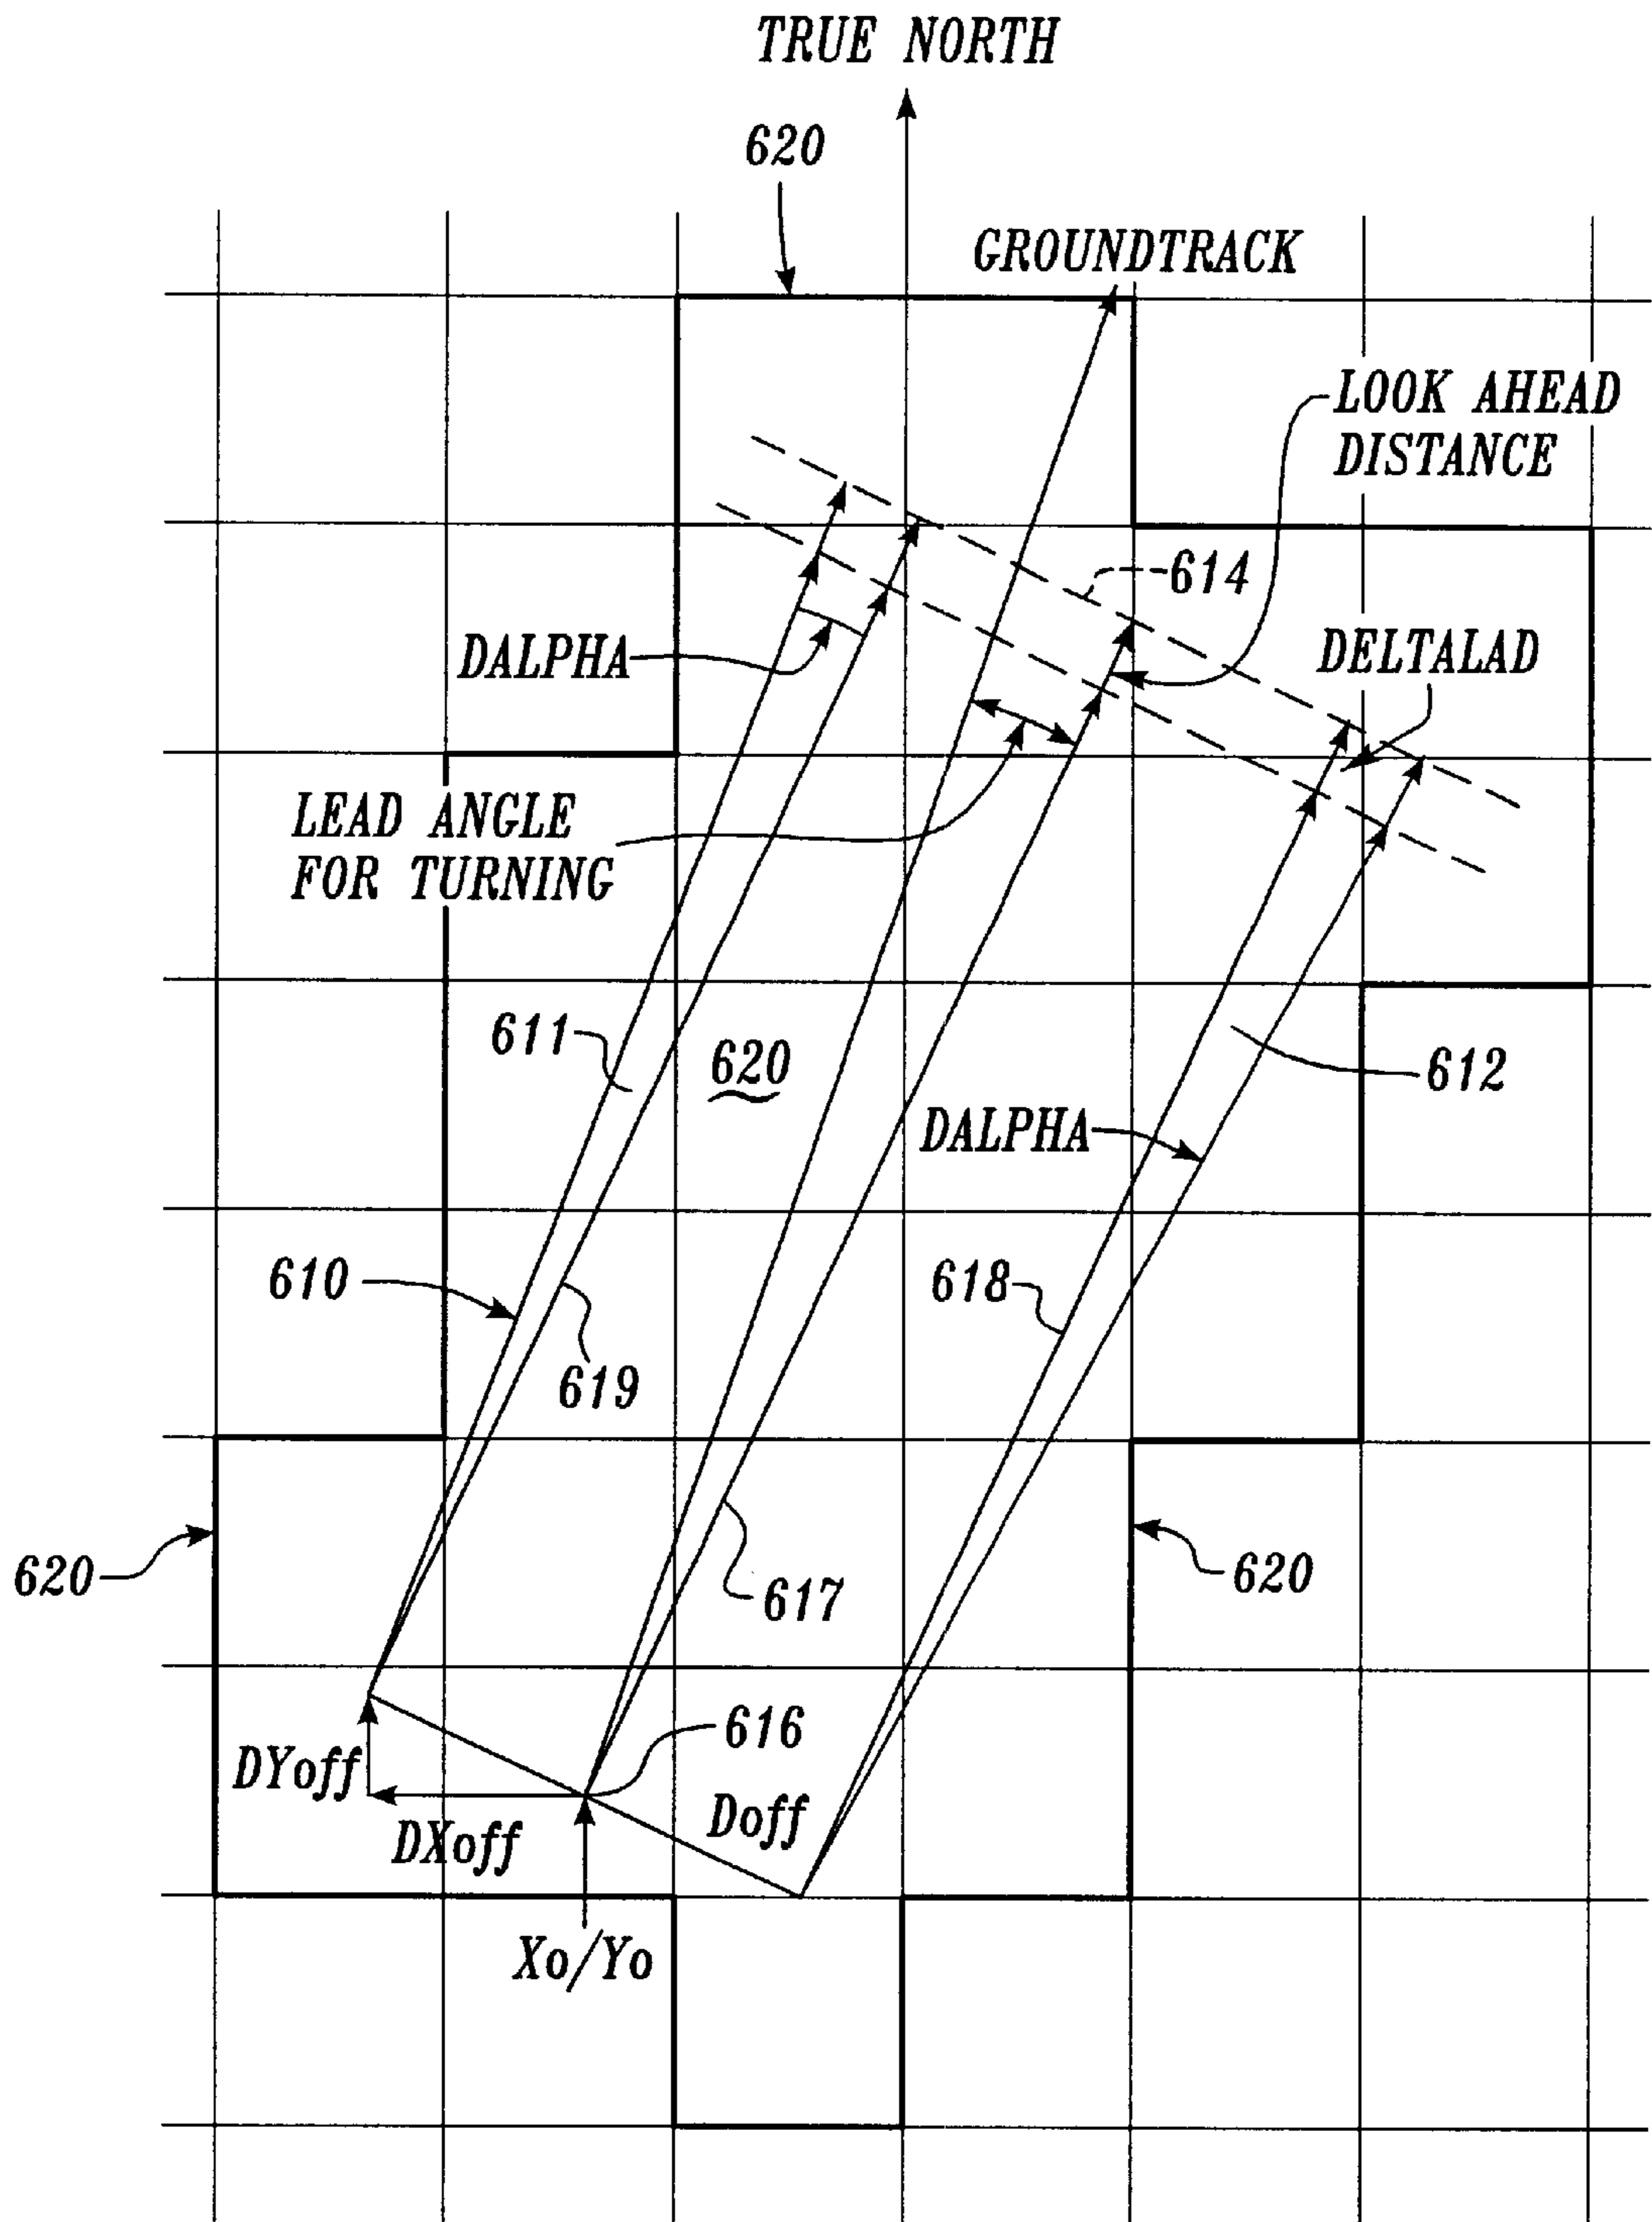 TRUE NORTH
620
GROUNDTRACK
LOOK AHEAD
DISTANCE
614
DALPHA
DELTALAD
LEAD ANGLE
FOR TURNING
611
620
612
DALPHA
610
618
619
620
617
620
616
DYoff
Doff
DXoff
Xo/Yo